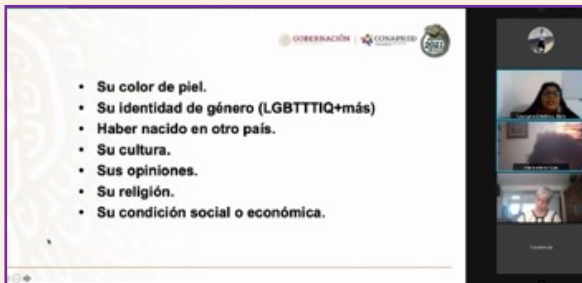 GOBERNACIÓN
CONAPRED
2021
• Su color de piel.
• Su identidad de género (LGBTTTIQ+más)
• Haber nacido en otro país.
• Su cultura.
• Sus opiniones.
• Su religión.
• Su condición social o económica.